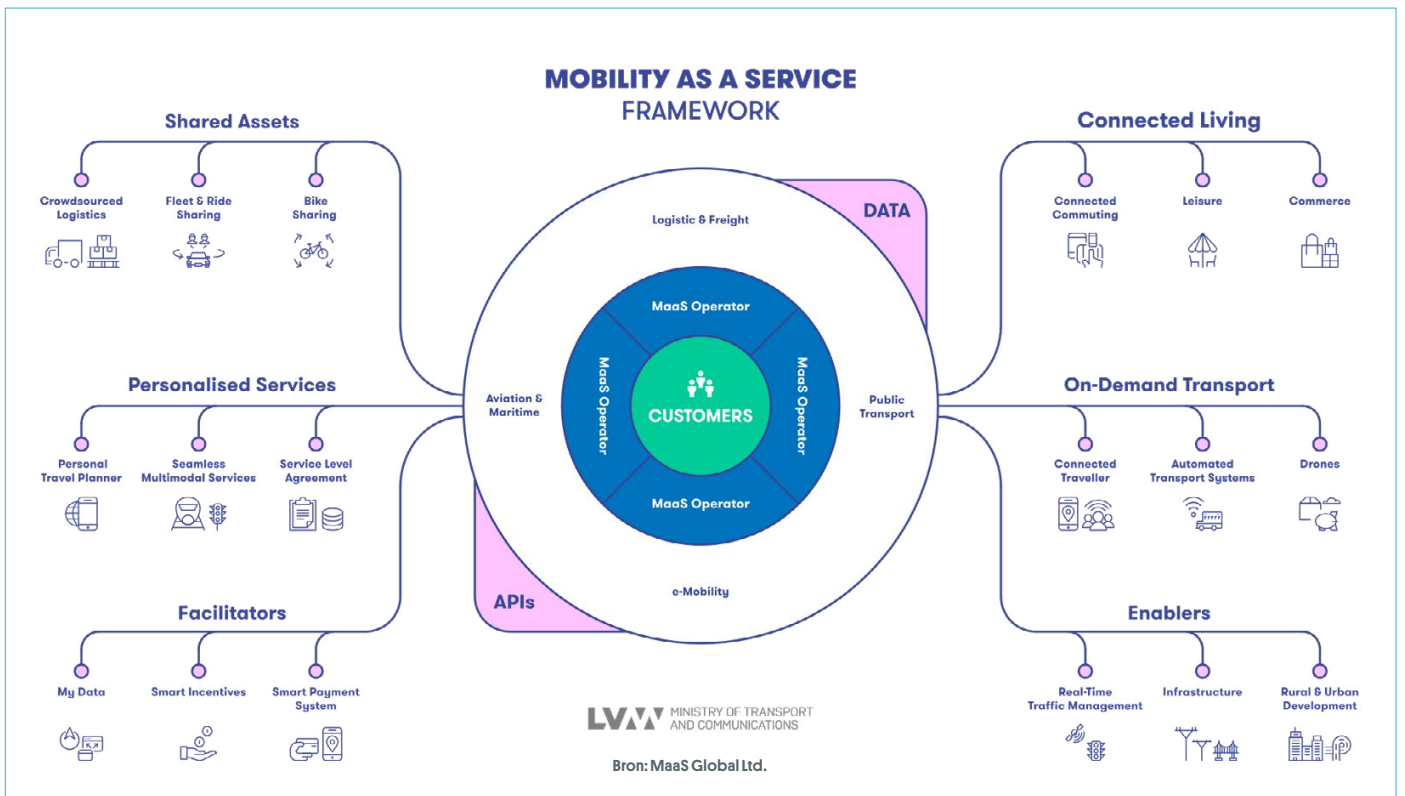 MOBILITY AS A SERVICE
FRAMEWORK
Shared Assets
Crowdsourced
Logistics
Fleet & Ride
Sharing
Bike
Sharing
Personalised Services
Personal
Travel Planner
Seamless
Multimodal Services
Service Level
Agreement
Facilitators
My Data
Smart Incentives
Smart Payment
System
DATA
Logistic & Freight
MaaS Operator
MaaS Operator
CUSTOMERS
MaaS Operator
MaaS Operator
Aviation &
Maritime
Public
Transport
e-Mobility
APIs
Connected Living
Connected
Commuting
Leisure
Commerce
On-Demand Transport
Connected
Traveller
Automated
Transport Systems
Drones
Enablers
Real-Time
Traffic Management
Infrastructure
Rural & Urban
Development
LVM MINISTRY OF TRANSPORT
AND COMMUNICATIONS
Bron: MaaS Global Ltd.